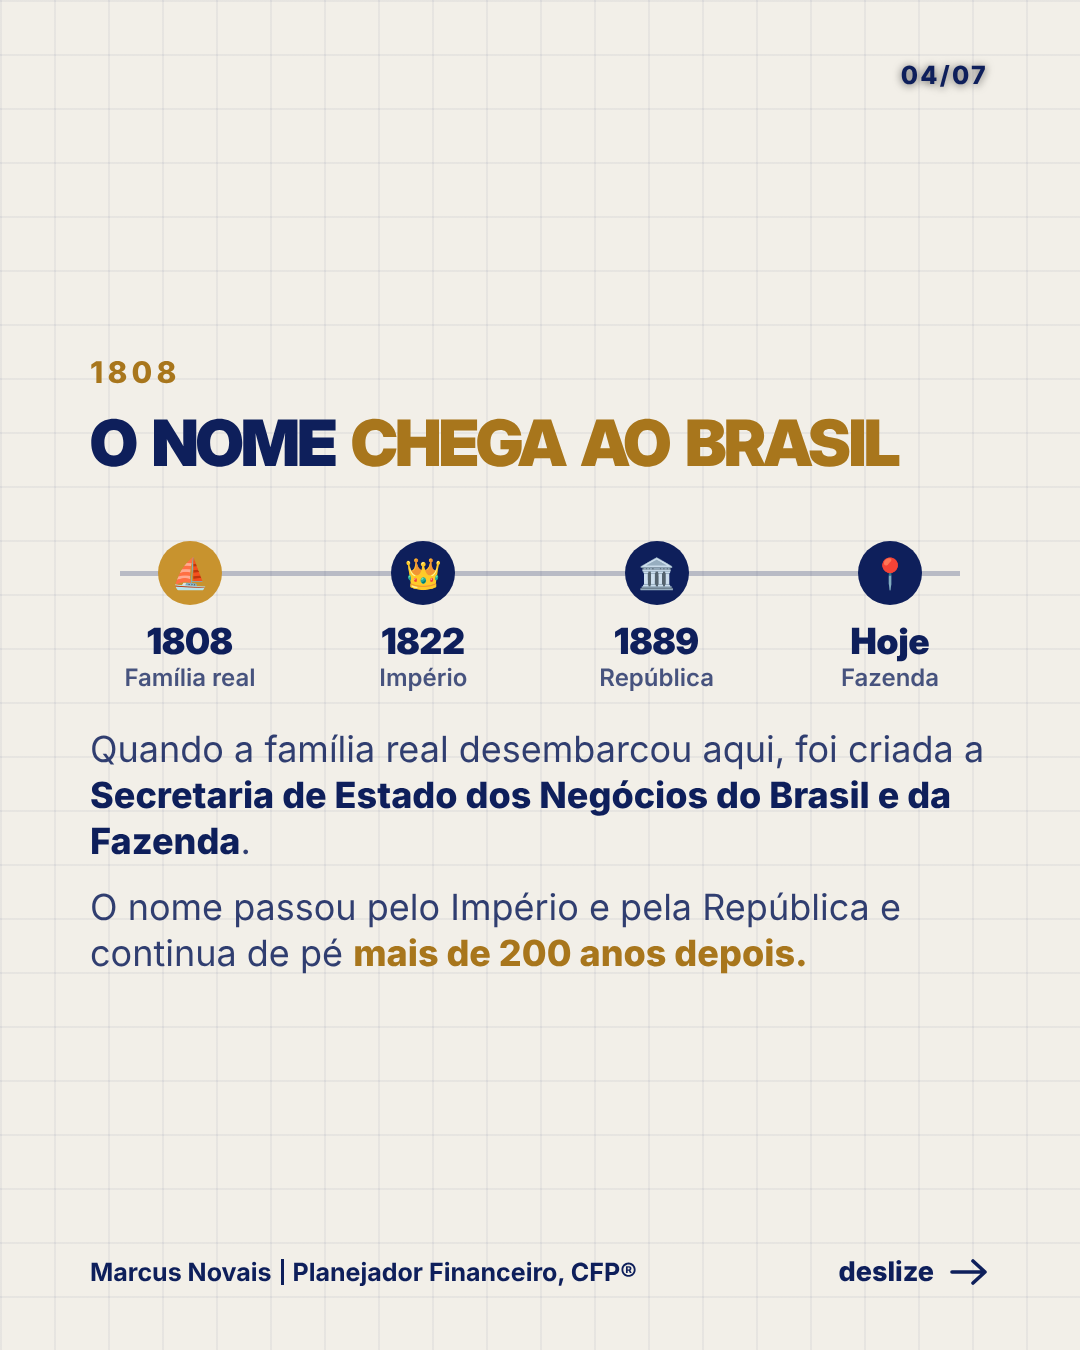 04/07
1808
O NOME CHEGA AO BRASIL
1808
Família real
1822
Império
1889
República
Hoje
Fazenda
Quando a família real desembarcou aqui, foi criada a
Secretaria de Estado dos Negócios do Brasil e da
Fazenda.
O nome passou pelo Império e pela República e
continua de pé mais de 200 anos depois.
Marcus Novais | Planejador Financeiro, CFP®
deslize →